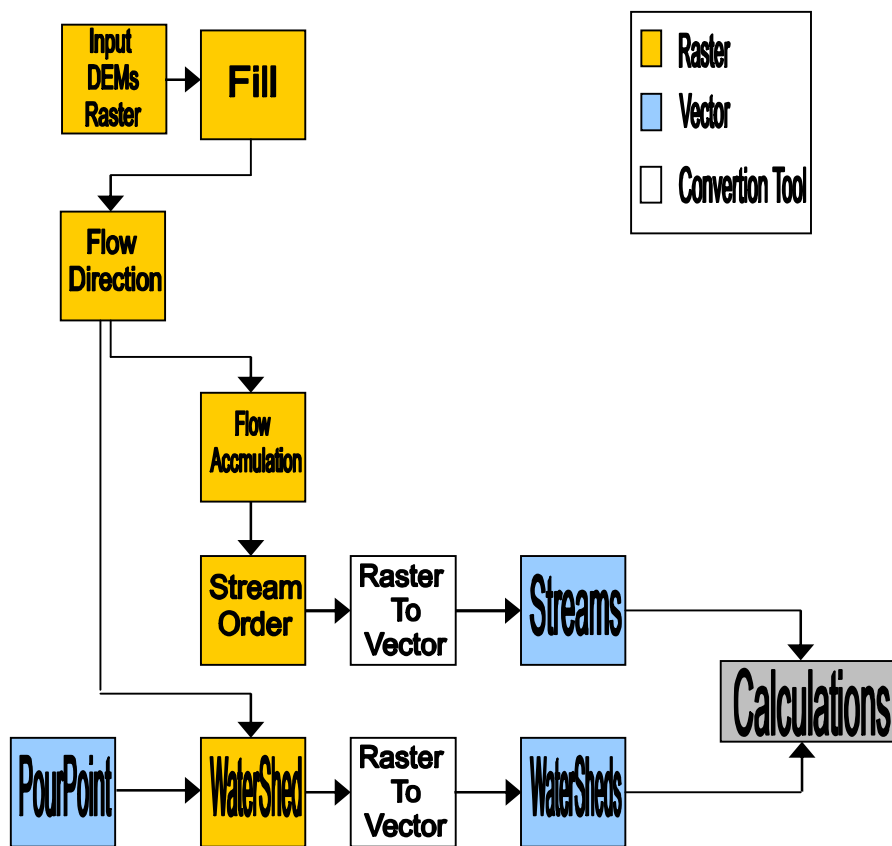 Input
DEMs
Raster
Fill
Raster
Vector
Convertion Tool
Flow
Direction
Flow
Accmulation
Stream
Order
Raster
To
Vector
Streams
Calculations
PourPoint
WaterShed
Raster
To
Vector
WaterSheds